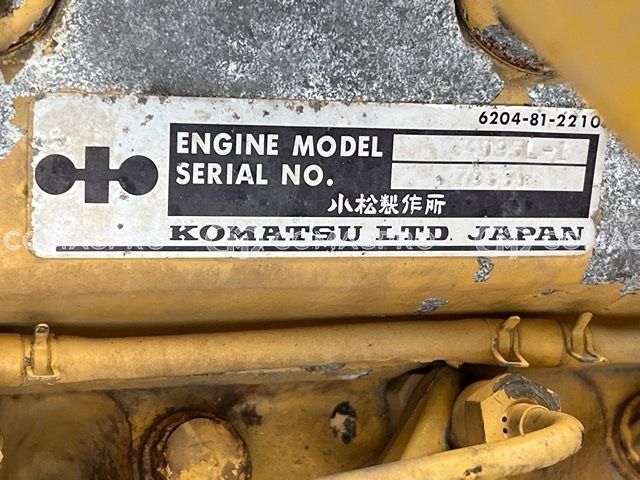 6204-81-2210
ENGINE MODEL
SERIAL NO.
小松製作所
KOMATSU LTD. JAPAN